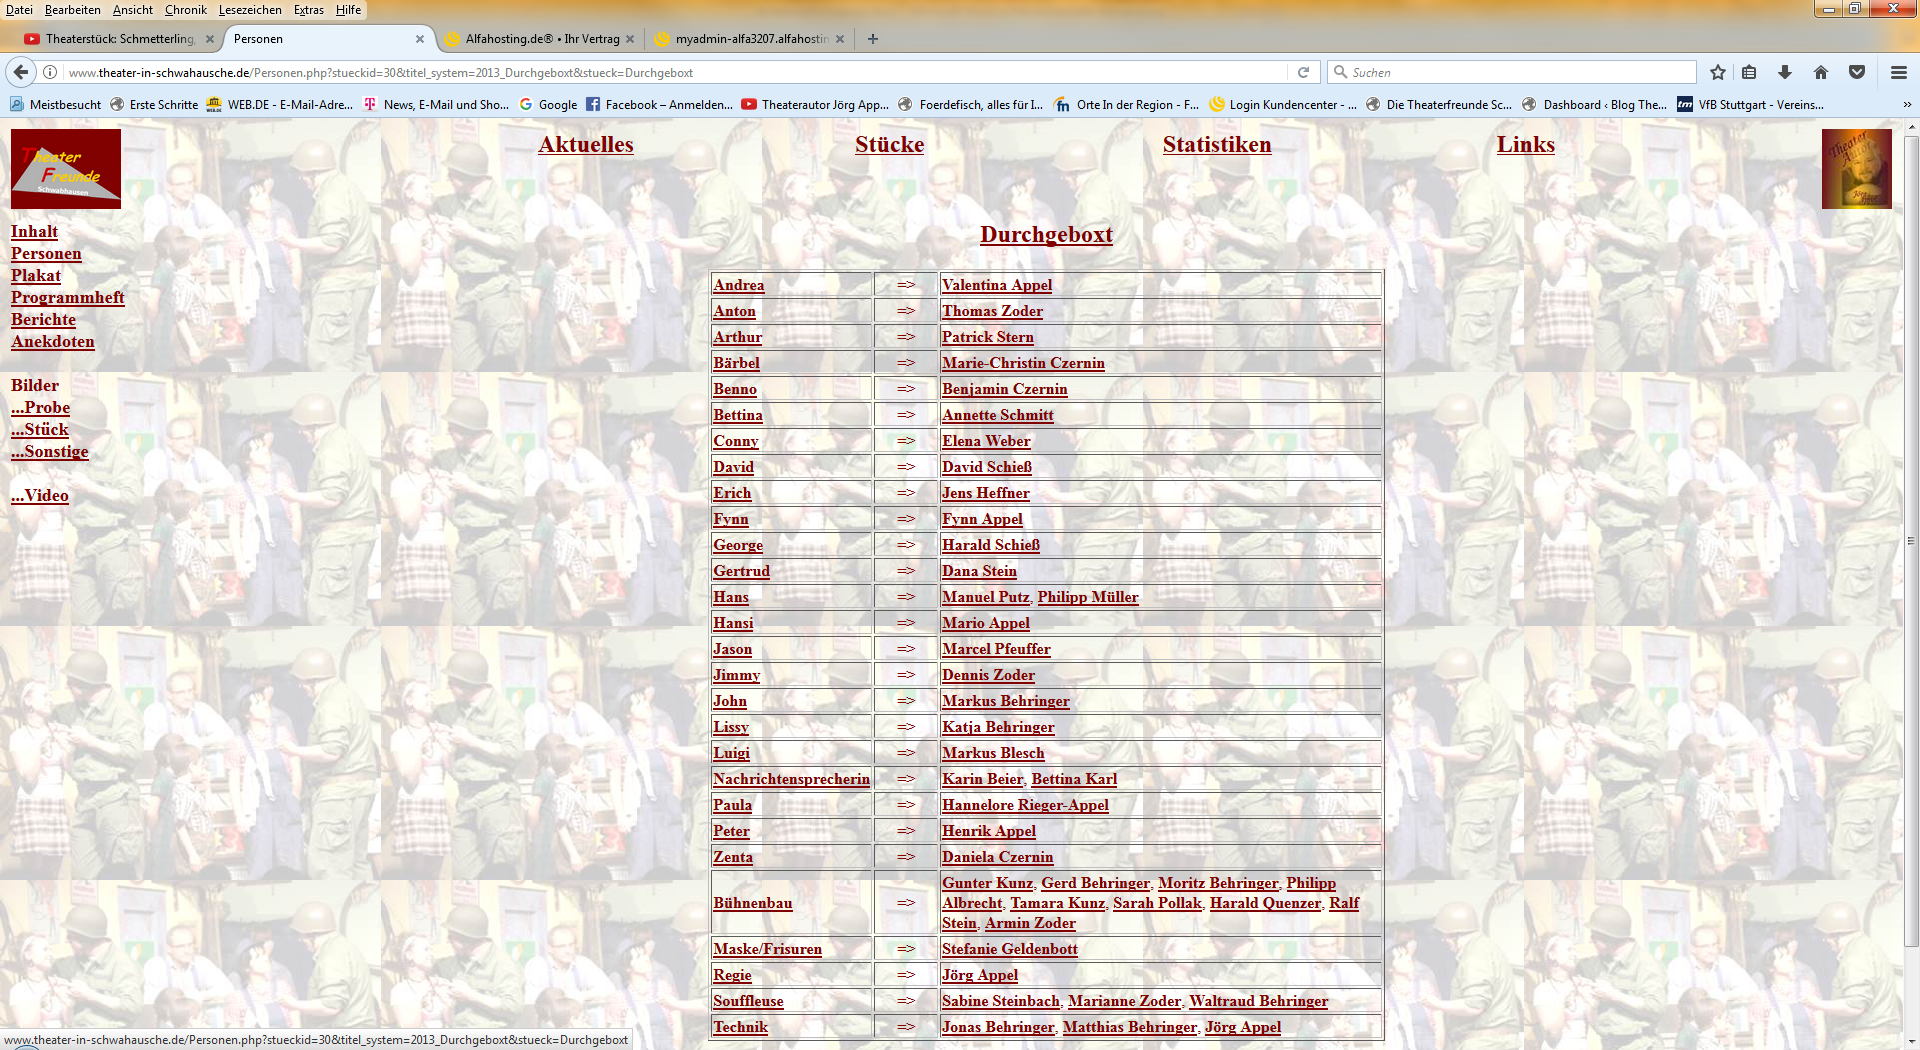 Datei Bearbeiten Ansicht Chronik Lesezeichen Extras Hilfe
Theaterstück: Schmetterling, Personen Alfahosting.de® • Ihr Vertrag myadmin-alfa3207.alfahostin
www.theater-in-schwahausche.de/Personen.php?stueckid=30&titel_system=2013_Durchgeboxt&stueck=Durchgeboxt Suchen
Meistbesucht Erste Schritte WEB.DE - E-Mail-Adre... News, E-Mail und Sho... Google Facebook – Anmelden... Theaterautor Jörg App... Foerdefisch, alles für I... Orte In der Region - F... Login Kundencenter - ... Die Theaterfreunde Sc... Dashboard ‹ Blog The... VfB Stuttgart - Vereins...
Aktuelles Stücke Statistiken Links
Theater
Freunde
Schwabhausen
Inhalt
Personen
Plakat
Programmheft
Berichte
Anekdoten
Bilder
...Probe
...Stück
...Sonstige
...Video
Durchgeboxt
Andrea => Valentina Appel
Anton => Thomas Zoder
Arthur => Patrick Stern
Bärbel => Marie-Christin Czernin
Benno => Benjamin Czernin
Bettina => Annette Schmitt
Conny => Elena Weber
David => David Schieß
Erich => Jens Heffner
Fynn => Fynn Appel
George => Harald Schieß
Gertrud => Dana Stein
Hans => Manuel Putz, Philipp Müller
Hansi => Mario Appel
Jason => Marcel Pfeuffer
Jimmy => Dennis Zoder
John => Markus Behringer
Lissy => Katja Behringer
Luigi => Markus Blesch
Nachrichtensprecherin => Karin Beier, Bettina Karl
Paula => Hannelore Rieger-Appel
Peter => Henrik Appel
Zenta => Daniela Czernin
Bühnenbau => Gunter Kunz, Gerd Behringer, Moritz Behringer, Philipp
Albrecht, Tamara Kunz, Sarah Pollak, Harald Quenzer, Ralf
Stein, Armin Zoder
Maske/Frisuren => Stefanie Geldenbott
Regie => Jörg Appel
Souffleuse => Sabine Steinbach, Marianne Zoder, Waltraud Behringer
Technik => Jonas Behringer, Matthias Behringer, Jörg Appel
www.theater-in-schwahausche.de/Personen.php?stueckid=30&titel_system=2013_Durchgeboxt&stueck=Durchgeboxt